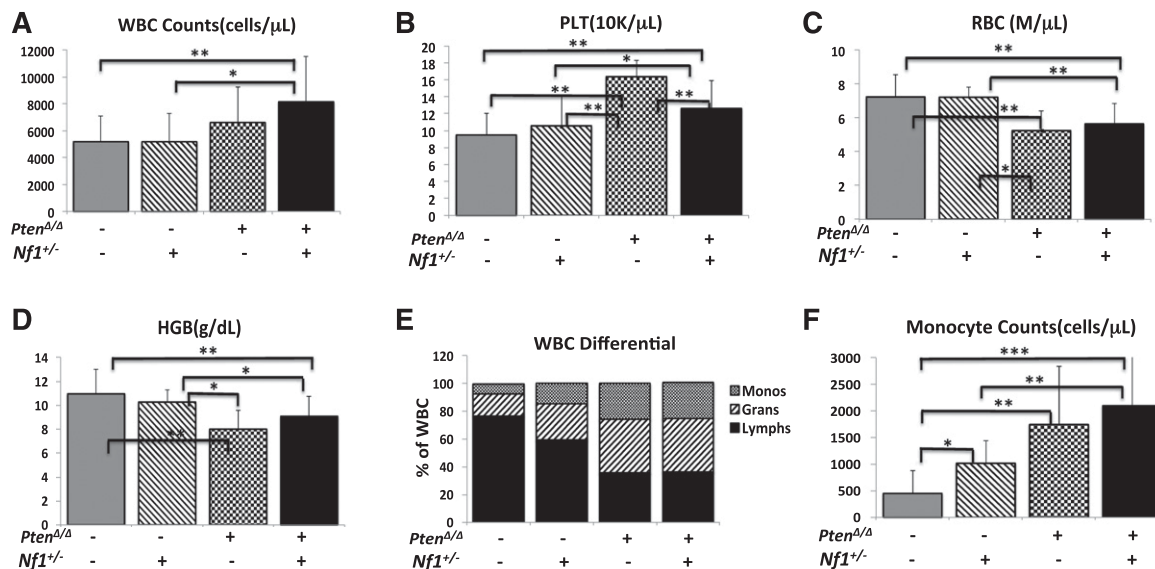 A
WBC Counts(cells/μL)
12000
10000
8000
6000
4000
2000
0
**
*
Pten^Δ/Δ - - + +
Nf1^+/- - + - +
B
PLT(10K/μL)
20
18
16
14
12
10
8
6
4
2
0
**
*
**
**
**
Pten^Δ/Δ - - + +
Nf1^+/- - + - +
C
RBC (M/μL)
8
6
4
2
0
**
**
**
*
Pten^Δ/Δ - - + +
Nf1^+/- - + - +
D
HGB(g/dL)
14
12
10
8
6
4
2
0
**
*
*
**
Pten^Δ/Δ - - + +
Nf1^+/- - + - +
E
WBC Differential
% of WBC
120
100
80
60
40
20
0
Monos
Grans
Lymphs
Pten^Δ/Δ - - + +
Nf1^+/- - + - +
F
Monocyte Counts(cells/μL)
3000
2500
2000
1500
1000
500
0
***
**
**
*
Pten^Δ/Δ - - + +
Nf1^+/- - + - +